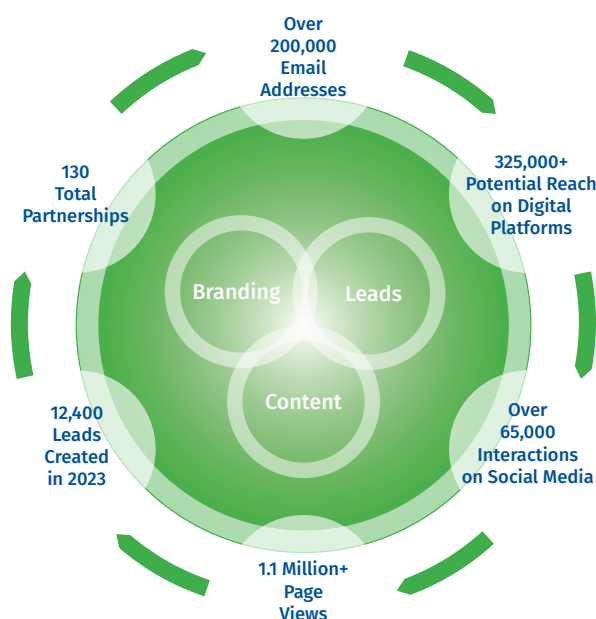 Over
200,000
Email
Addresses
325,000+
Potential Reach
on Digital
Platforms
130
Total
Partnerships
Branding
Leads
Content
12,400
Leads
Created
in 2023
Over
65,000
Interactions
on Social Media
1.1 Million+
Page
Views